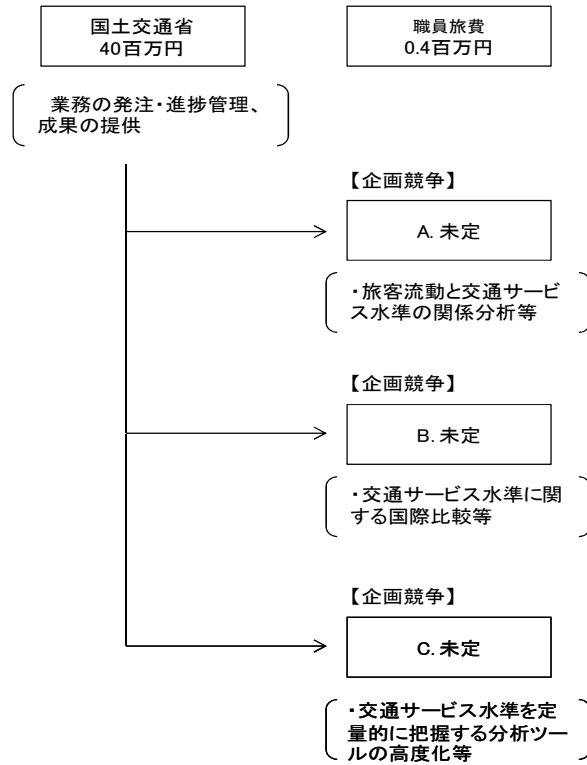 国土交通省
40百万円
職員旅費
0.4百万円
業務の発注・進捗管理、
成果の提供
【企画競争】
A. 未定
・旅客流動と交通サービ
ス水準の関係分析等
【企画競争】
B. 未定
・交通サービス水準に関
する国際比較等
【企画競争】
C. 未定
・交通サービス水準を定
量的に把握する分析ツー
ルの高度化等